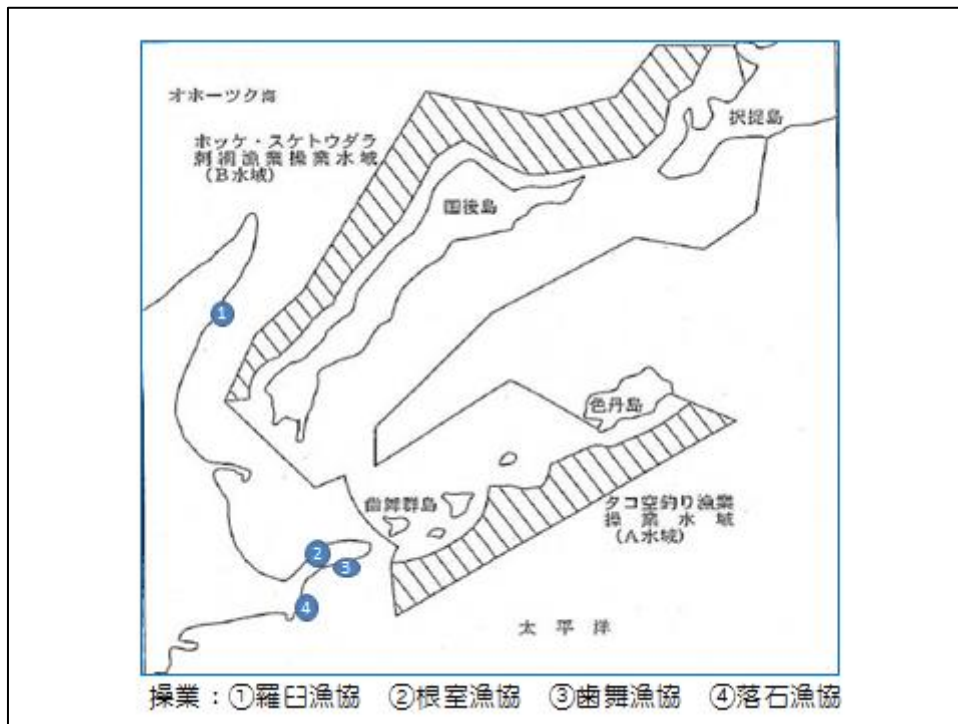 オホーツク海
ホッケ・スケトウダラ
刺網漁業操業水域
(B水域)
択捉島
国後島
色丹島
歯舞群島
タコ空釣り漁業
操業水域
(A水域)
太平洋
1
2
3
4
操業:①羅臼漁協 ②根室漁協 ③歯舞漁協 ④落石漁協